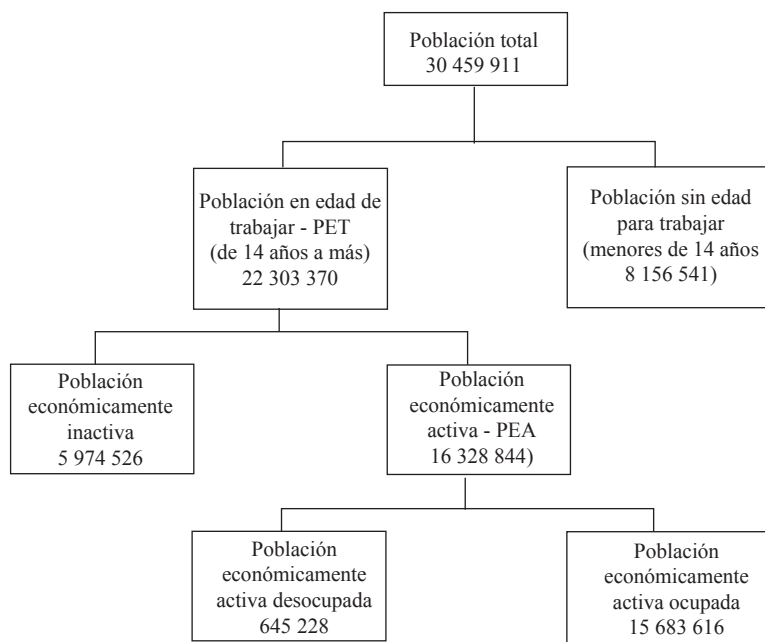 Población total
30 459 911
Población en edad de
trabajar - PET
(de 14 años a más)
22 303 370
Población sin edad
para trabajar
(menores de 14 años
8 156 541)
Población
económicamente
inactiva
5 974 526
Población
económicamente
activa - PEA
16 328 844)
Población
económicamente
activa desocupada
645 228
Población
económicamente
activa ocupada
15 683 616